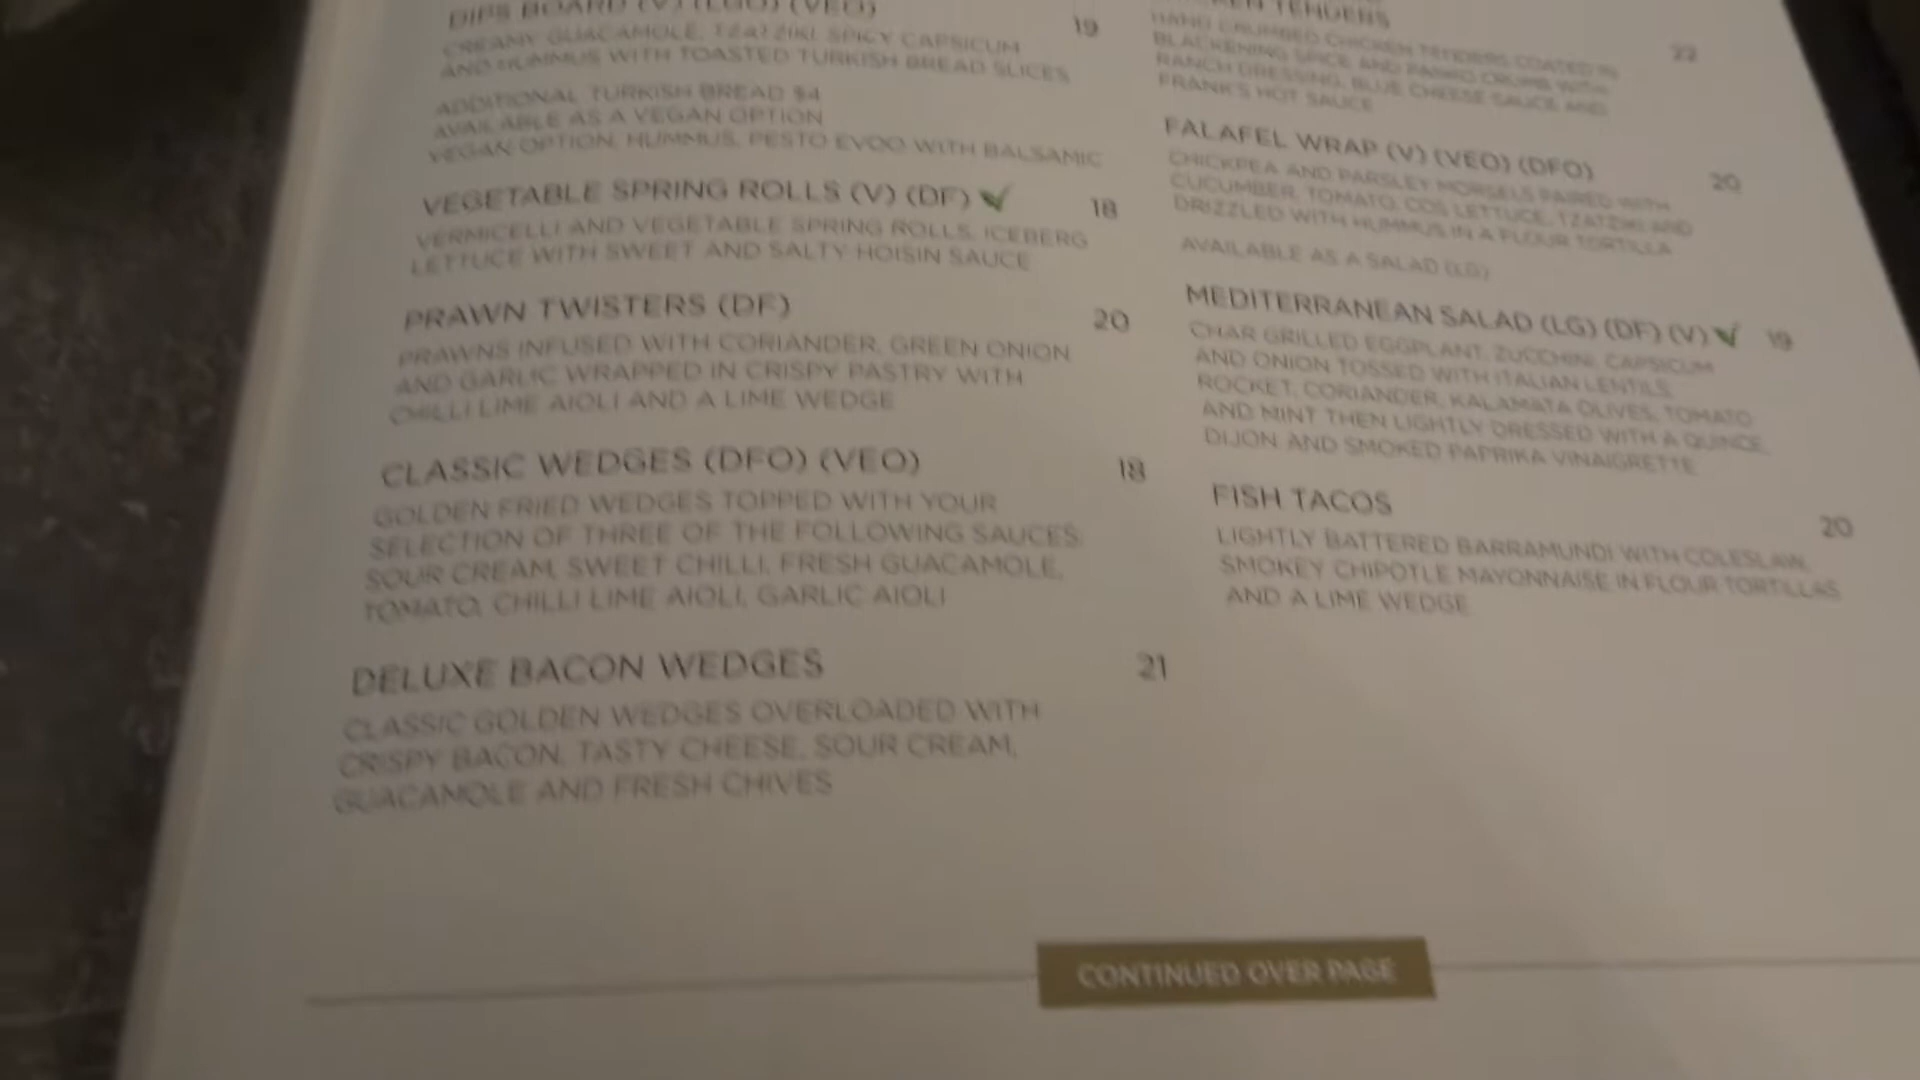 DIPS BOARD (V) (LGO) (VEO) 19
CREAMY GUACAMOLE, TZATZIKI, SPICY CAPSICUM
AND HUMMUS WITH TOASTED TURKISH BREAD SLICES
ADDITIONAL TURKISH BREAD $4
AVAILABLE AS A VEGAN OPTION
VEGAN OPTION, HUMMUS, PESTO EVOO WITH BALSAMIC
VEGETABLE SPRING ROLLS (V) (DF) 18
VERMICELLI AND VEGETABLE SPRING ROLLS, ICEBERG
LETTUCE WITH SWEET AND SALTY HOISIN SAUCE
PRAWN TWISTERS (DF) 20
PRAWNS INFUSED WITH CORIANDER, GREEN ONION
AND GARLIC WRAPPED IN CRISPY PASTRY WITH
CHILLI LIME AIOLI AND A LIME WEDGE
CLASSIC WEDGES (DFO) (VEO) 18
GOLDEN FRIED WEDGES TOPPED WITH YOUR
SELECTION OF THREE OF THE FOLLOWING SAUCES:
SOUR CREAM, SWEET CHILLI, FRESH GUACAMOLE,
TOMATO, CHILLI LIME AIOLI, GARLIC AIOLI
DELUXE BACON WEDGES 21
CLASSIC GOLDEN WEDGES OVERLOADED WITH
CRISPY BACON, TASTY CHEESE, SOUR CREAM,
GUACAMOLE AND FRESH CHIVES
TENDERS 22
HAND CRUMBED CHICKEN TENDERS COATED IN
BLACKENING SPICE AND PANKO CRUMB WITH
RANCH DRESSING, BLUE CHEESE SAUCE AND
FRANK'S HOT SAUCE
FALAFEL WRAP (V) (VEO) (DFO) 20
CHICKPEA AND PARSLEY MORSELS PAIRED WITH
CUCUMBER, TOMATO, COS LETTUCE, TZATZIKI AND
DRIZZLED WITH HUMMUS IN A FLOUR TORTILLA
AVAILABLE AS A SALAD (LG)
MEDITERRANEAN SALAD (LG) (DF) (V) 19
CHAR GRILLED EGGPLANT, ZUCCHINI, CAPSICUM
AND ONION TOSSED WITH ITALIAN LENTILS,
ROCKET, CORIANDER, KALAMATA OLIVES, TOMATO
AND MINT THEN LIGHTLY DRESSED WITH A QUINCE,
DIJON AND SMOKED PAPRIKA VINAIGRETTE
FISH TACOS 20
LIGHTLY BATTERED BARRAMUNDI WITH COLESLAW,
SMOKEY CHIPOTLE MAYONNAISE IN FLOUR TORTILLAS
AND A LIME WEDGE
CONTINUED OVER PAGE